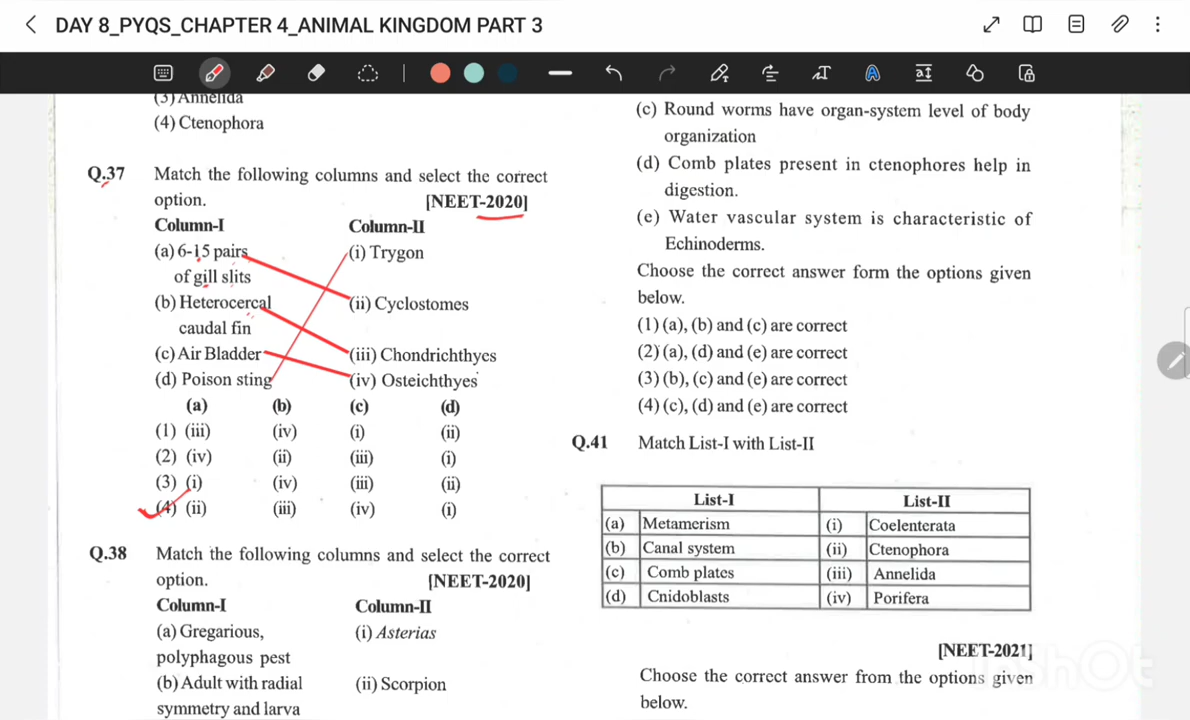 DAY 8_PYQS_CHAPTER 4_ANIMAL KINGDOM PART 3
(3) Annelida
(4) Ctenophora
Q.37 Match the following columns and select the correct
option. [NEET-2020]
Column-I Column-II
(a) 6-15 pairs (i) Trygon
of gill slits
(b) Heterocercal (ii) Cyclostomes
caudal fin
(c) Air Bladder (iii) Chondrichthyes
(d) Poison sting (iv) Osteichthyes
(a) (b) (c) (d)
(1) (iii) (iv) (i) (ii)
(2) (iv) (ii) (iii) (i)
(3) (i) (iv) (iii) (ii)
(4) (ii) (iii) (iv) (i)
Q.38 Match the following columns and select the correct
option. [NEET-2020]
Column-I Column-II
(a) Gregarious, (i) Asterias
polyphagous pest
(b) Adult with radial (ii) Scorpion
symmetry and larva
(c) Round worms have organ-system level of body
organization
(d) Comb plates present in ctenophores help in
digestion.
(e) Water vascular system is characteristic of
Echinoderms.
Choose the correct answer form the options given
below.
(1) (a), (b) and (c) are correct
(2) (a), (d) and (e) are correct
(3) (b), (c) and (e) are correct
(4) (c), (d) and (e) are correct
Q.41 Match List-I with List-II
List-I List-II
(a) Metamerism (i) Coelenterata
(b) Canal system (ii) Ctenophora
(c) Comb plates (iii) Annelida
(d) Cnidoblasts (iv) Porifera
[NEET-2021]
Choose the correct answer from the options given
below.
InShOt